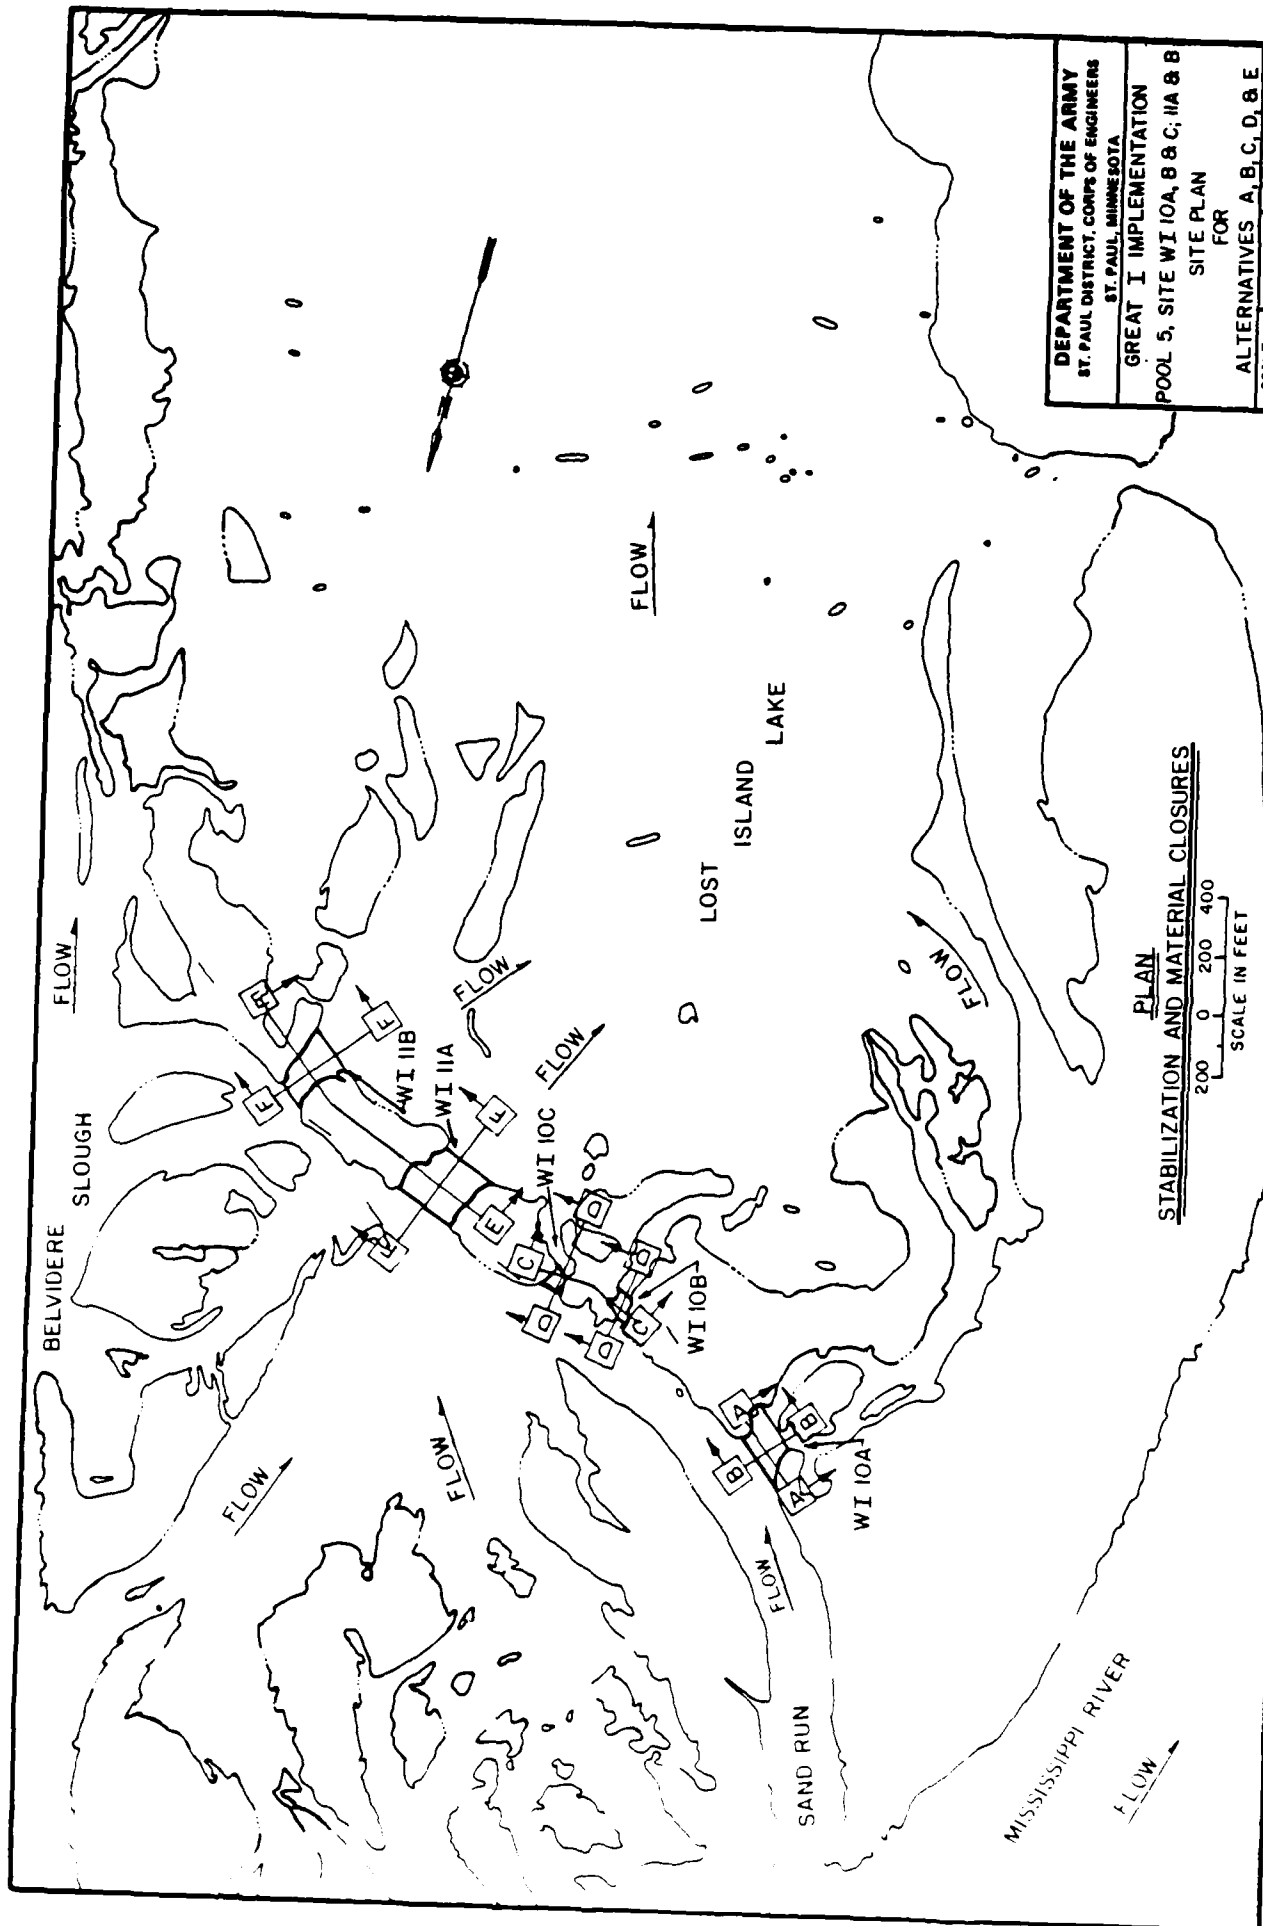 DEPARTMENT OF THE ARMY
ST. PAUL DISTRICT, CORPS OF ENGINEERS
ST. PAUL, MINNESOTA
GREAT I IMPLEMENTATION
POOL 5, SITE WI 10A, B & C; 11A & B
SITE PLAN
FOR
ALTERNATIVES A, B, C, D, & E
BELVIDERE
SLOUGH
FLOW
FLOW
FLOW
FLOW
FLOW
FLOW
FLOW
FLOW
FLOW
LOST
ISLAND
LAKE
WI 11B
WI 11A
WI 10C
WI 10B
WI 10A
E
F
F
F
F
E
C
D
D
D
D
C
A
B
B
A
SAND RUN
MISSISSIPPI RIVER
PLAN
STABILIZATION AND MATERIAL CLOSURES
200 0 200 400
SCALE IN FEET